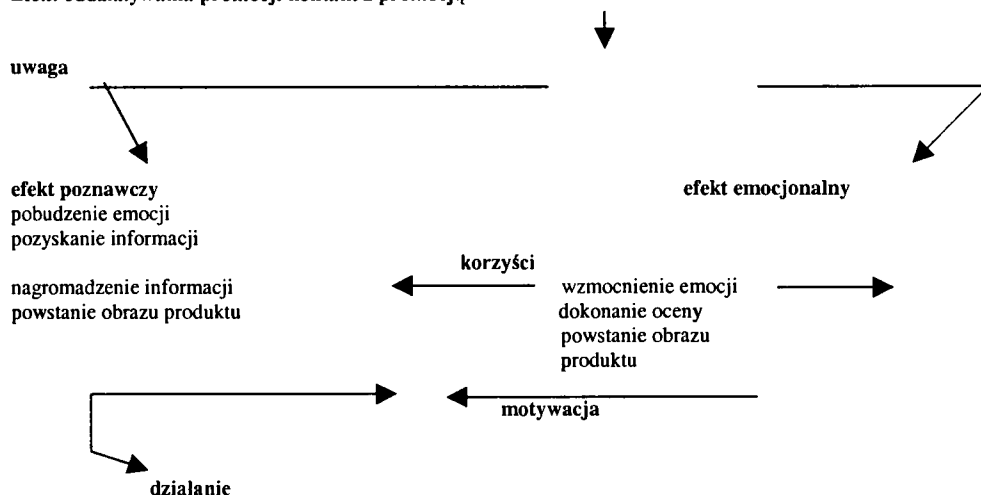 uwaga
efekt poznawczy
pobudzenie emocji
pozyskanie informacji
efekt emocjonalny
korzyści
nagromadzenie informacji
powstanie obrazu produktu
wzmocnienie emocji
dokonanie oceny
powstanie obrazu
produktu
motywacja
działanie